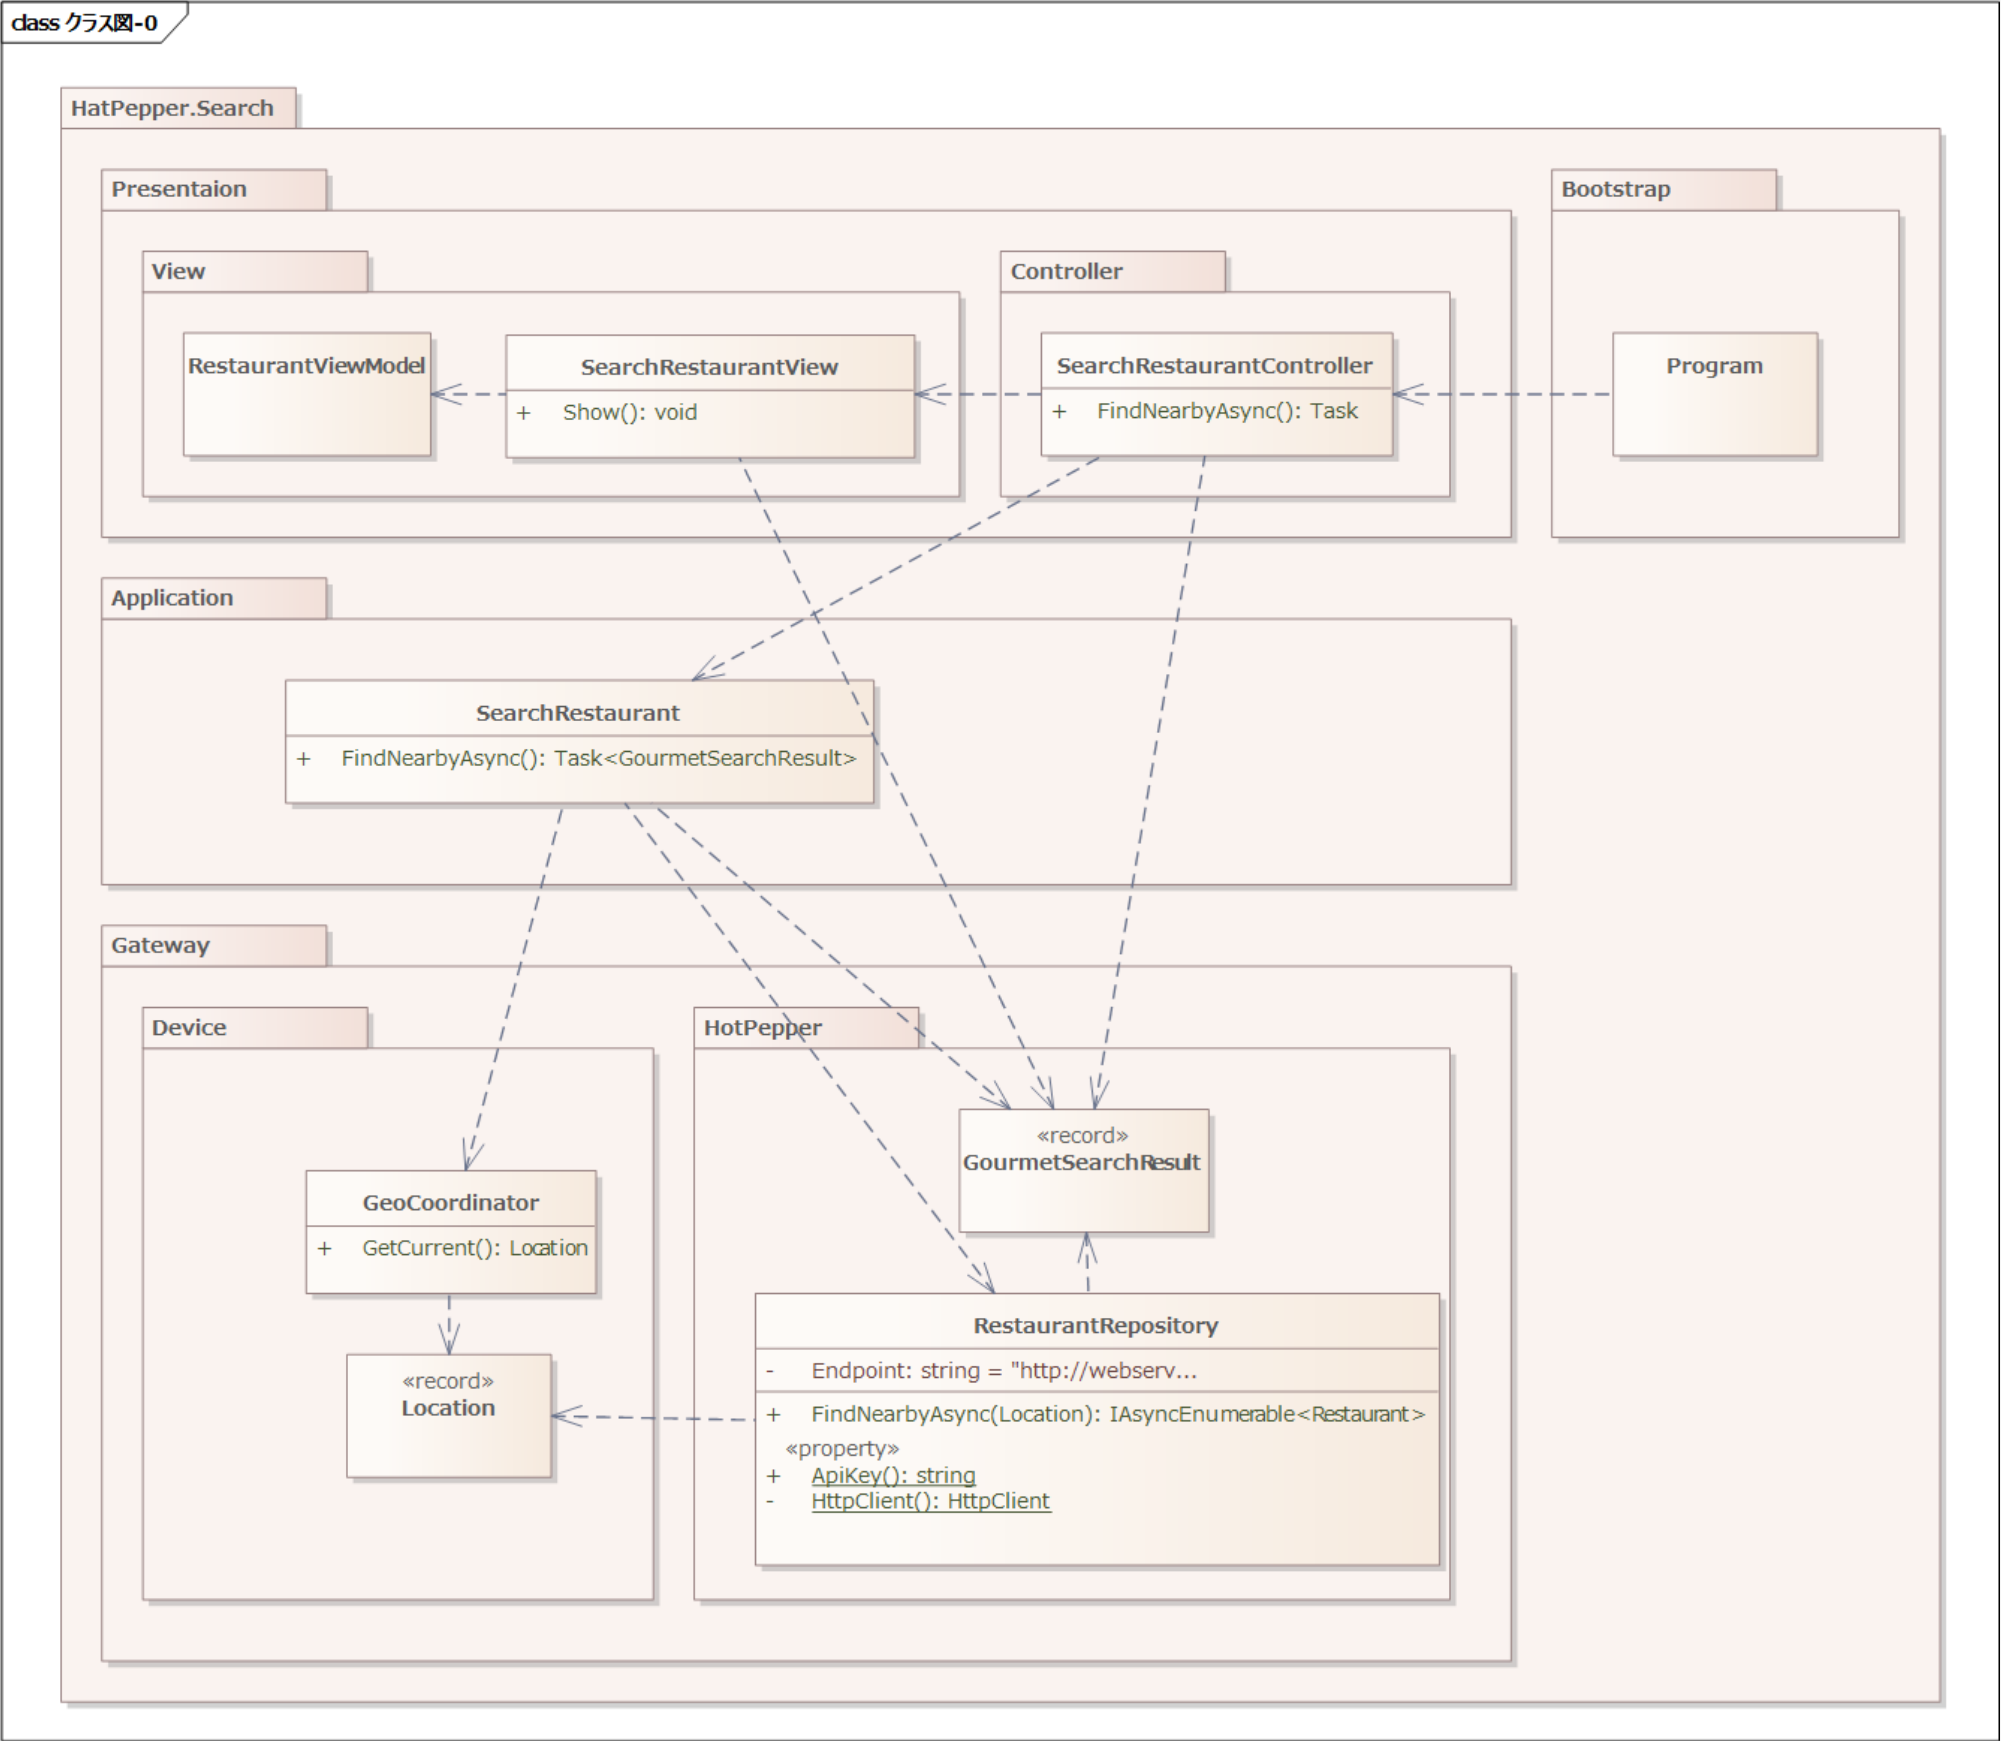 class クラス図-0
HatPepper.Search
Presentaion
Bootstrap
View
Controller
RestaurantViewModel
SearchRestaurantView
+ Show(): void
SearchRestaurantController
+ FindNearbyAsync(): Task
Program
Application
SearchRestaurant
+ FindNearbyAsync(): Task<GourmetSearchResult>
Gateway
Device
HotPepper
«record»
GourmetSearchResult
GeoCoordinator
+ GetCurrent(): Location
«record»
Location
RestaurantRepository
- Endpoint: string = "http://webserv...
+ FindNearbyAsync(Location): IAsyncEnumerable<Restaurant>
«property»
+ ApiKey(): string
- HttpClient(): HttpClient